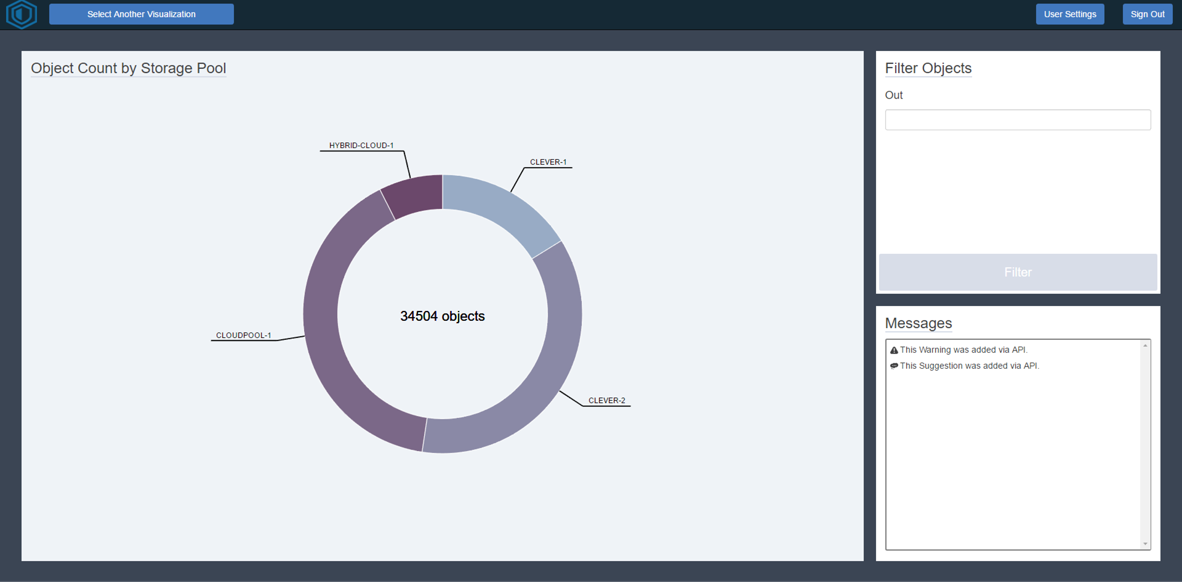 Select Another Visualization
User Settings
Sign Out
Object Count by Storage Pool
HYBRID-CLOUD-1
CLEVER-1
34504 objects
CLOUDPOOL-1
CLEVER-2
Filter Objects
Out
Filter
Messages
This Warning was added via API.
This Suggestion was added via API.